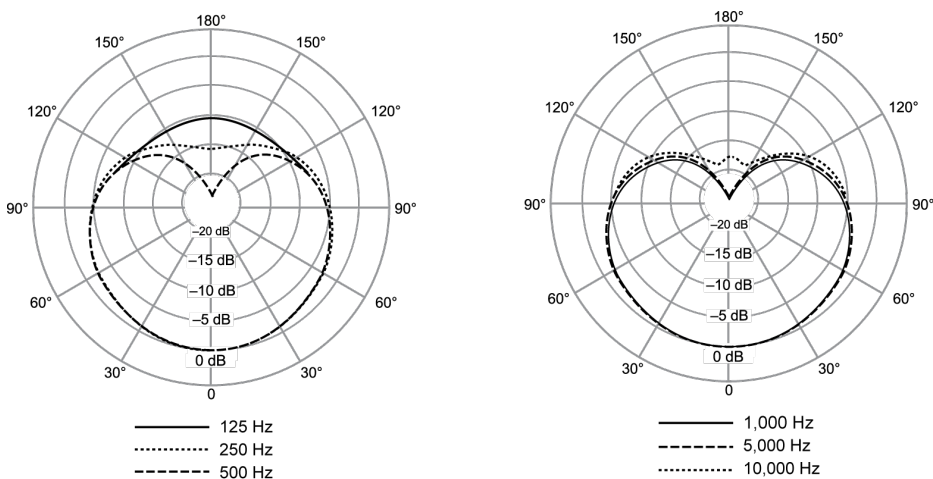 180°
150°
150°
120°
120°
90°
90°
–20 dB
–15 dB
–10 dB
–5 dB
0 dB
60°
60°
30°
30°
0
125 Hz
250 Hz
500 Hz
180°
150°
150°
120°
120°
90°
90°
–20 dB
–15 dB
–10 dB
–5 dB
0 dB
60°
60°
30°
30°
0
1,000 Hz
5,000 Hz
10,000 Hz